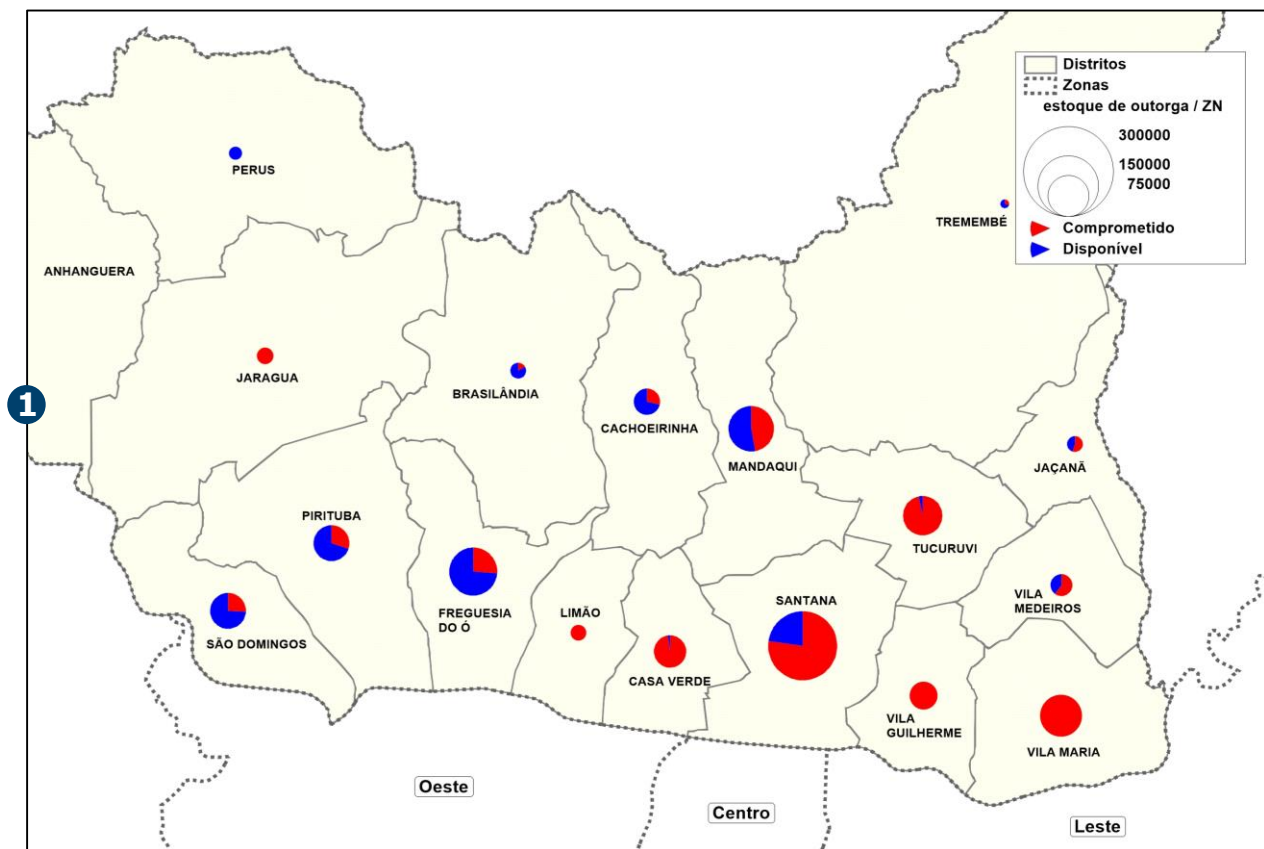 Distritos
Zonas
estoque de outorga / ZN
300000
150000
75000
Comprometido
Disponível
PERUS
TREMEMBÉ
ANHANGUERA
JARAGUA
BRASILÂNDIA
1
CACHOEIRINHA
MANDAQUI
JAÇANÃ
PIRITUBA
TUCURUVI
SANTANA
VILA
MEDEIROS
FREGUESIA
DO Ó
LIMÃO
SÃO DOMINGOS
CASA VERDE
VILA
GUILHERME
VILA MARIA
Oeste
Centro
Leste